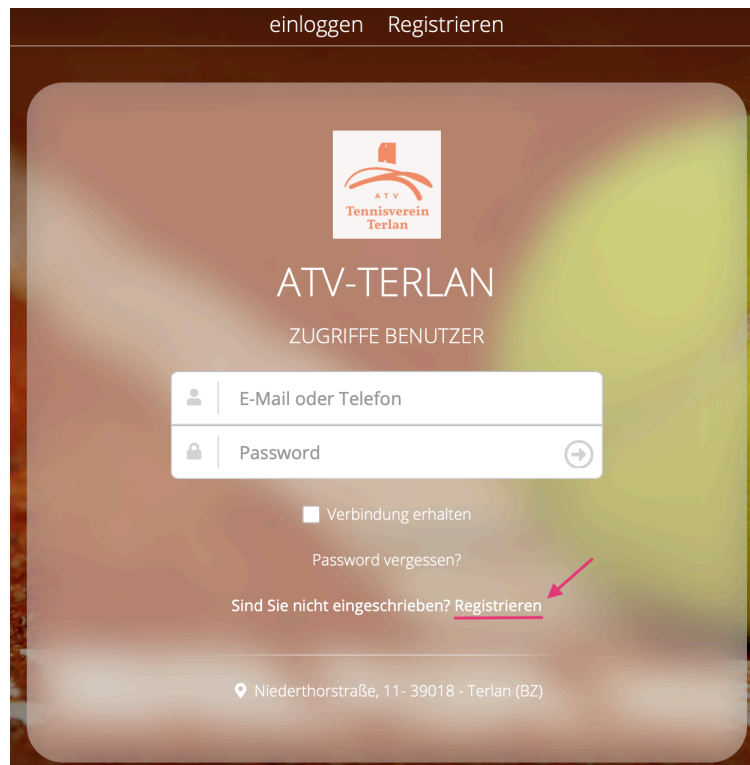 einloggen Registrieren
ATV
Tennisverein
Terlan
ATV-TERLAN
ZUGRIFFE BENUTZER
E-Mail oder Telefon
Password
Verbindung erhalten
Password vergessen?
Sind Sie nicht eingeschrieben? Registrieren
Niederthorstraße, 11- 39018 - Terlan (BZ)